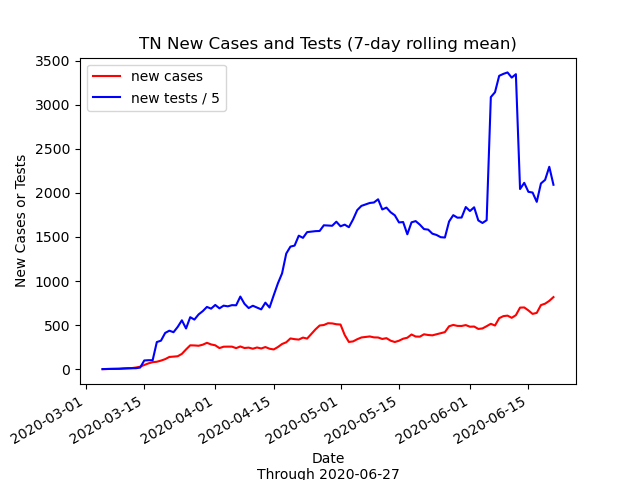 TN New Cases and Tests (7-day rolling mean)
new cases
new tests / 5
New Cases or Tests
3500
3000
2500
2000
1500
1000
500
0
2020-03-01
2020-03-15
2020-04-01
2020-04-15
2020-05-01
2020-05-15
2020-06-01
2020-06-15
Date
Through 2020-06-27